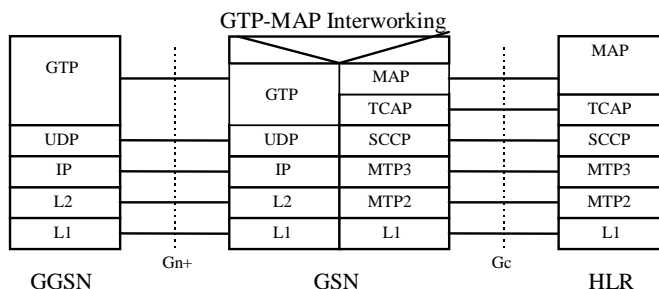 GTP-MAP Interworking
GTP MAP MAP
GTP TCAP TCAP
UDP UDP SCCP SCCP
IP IP MTP3 MTP3
L2 L2 MTP2 MTP2
L1 L1 L1 L1
Gn+ Gc
GGSN GSN HLR